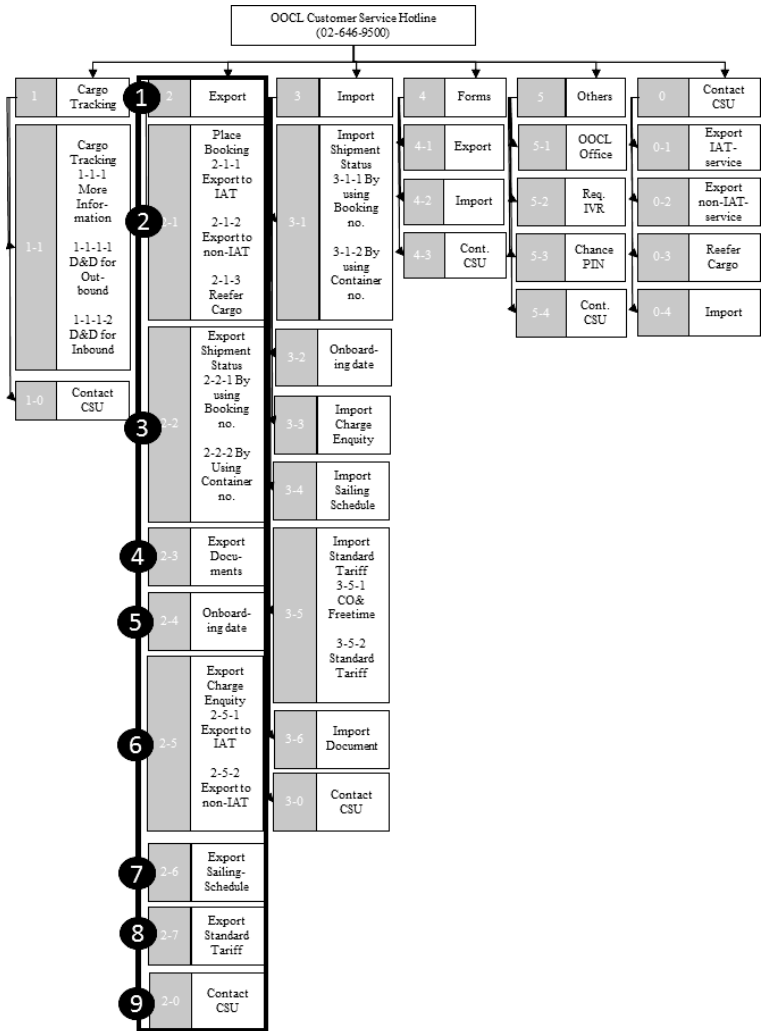 OOCL Customer Service Hotline
(02-646-9500)
1
Cargo
Tracking
1-1
Cargo
Tracking
1-1-1
More
Infor-
mation
1-1-1-1
D&D for
Out-
bound
1-1-1-2
D&D for
Inbound
1-0
Contact
CSU
1
2
Export
2
2-1
Place
Booking
2-1-1
Export to
IAT
2-1-2
Export to
non-IAT
2-1-3
Reefer
Cargo
3
2-2
Export
Shipment
Status
2-2-1 By
using
Booking
no.
2-2-2 By
Using
Container
no.
4
2-3
Export
Docu-
ments
5
2-4
Onboard-
ing date
6
2-5
Export
Charge
Enquity
2-5-1
Export to
IAT
2-5-2
Export to
non-IAT
7
2-6
Export
Sailing-
Schedule
8
2-7
Export
Standard
Tariff
9
2-0
Contact
CSU
3
Import
3-1
Import
Shipment
Status
3-1-1 By
using
Booking
no.
3-1-2 By
using
Container
no.
3-2
Onboard-
ing date
3-3
Import
Charge
Enquity
3-4
Import
Sailing
Schedule
3-5
Import
Standard
Tariff
3-5-1
CO&
Freetime
3-5-2
Standard
Tariff
3-6
Import
Document
3-0
Contact
CSU
4
Forms
4-1
Export
4-2
Import
4-3
Cont.
CSU
5
Others
5-1
OOCL
Office
5-2
Req.
IVR
5-3
Chance
PIN
5-4
Cont.
CSU
0
Contact
CSU
0-1
Export
IAT-
service
0-2
Export
non-IAT-
service
0-3
Reefer
Cargo
0-4
Import